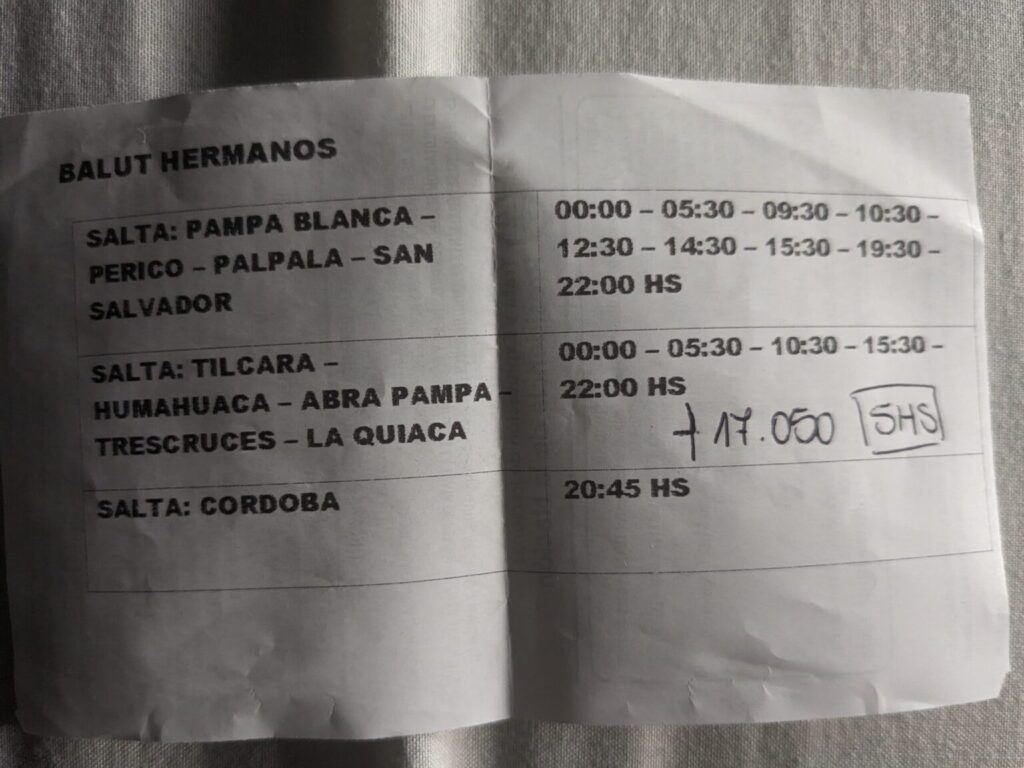 BALUT HERMANOS
SALTA: PAMPA BLANCA –
PERICO – PALPALA – SAN
SALVADOR
00:00 – 05:30 – 09:30 – 10:30 –
12:30 – 14:30 – 15:30 – 19:30 –
22:00 HS
SALTA: TILCARA –
HUMAHUACA – ABRA PAMPA –
TRESCRUCES – LA QUIACA
00:00 – 05:30 – 10:30 – 15:30 –
22:00 HS
17.050 5HS
SALTA: CORDOBA
20:45 HS